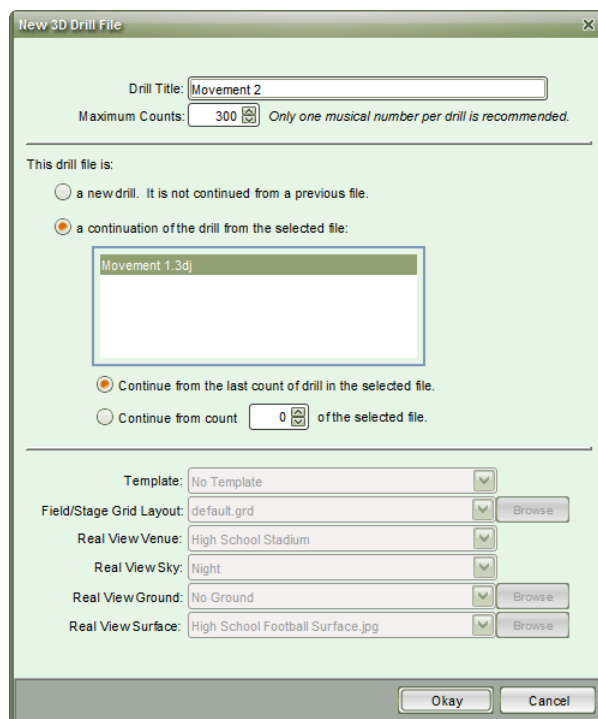 New 3D Drill File
Drill Title: Movement 2
Maximum Counts: 300 Only one musical number per drill is recommended.
This drill file is:
a new drill. It is not continued from a previous file.
a continuation of the drill from the selected file:
Movement 1.3dj
Continue from the last count of drill in the selected file.
Continue from count 0 of the selected file.
Template: No Template
Field/Stage Grid Layout: default.grd Browse
Real View Venue: High School Stadium
Real View Sky: Night
Real View Ground: No Ground Browse
Real View Surface: High School Football Surface.jpg Browse
Okay Cancel